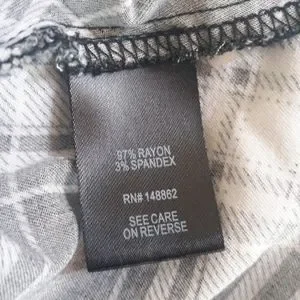 97% RAYON
3% SPANDEX
RN# 148862
SEE CARE
ON REVERSE